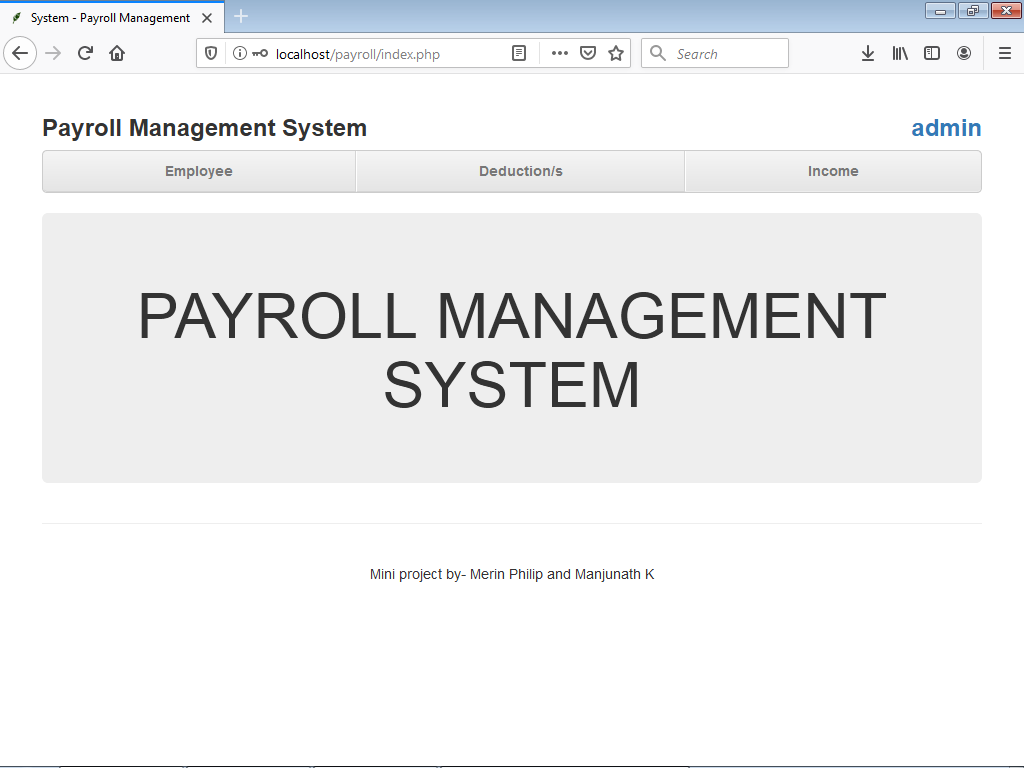 System - Payroll Management
localhost/payroll/index.php
Search
Payroll Management System
admin
Employee
Deduction/s
Income
PAYROLL MANAGEMENT
SYSTEM
Mini project by- Merin Philip and Manjunath K